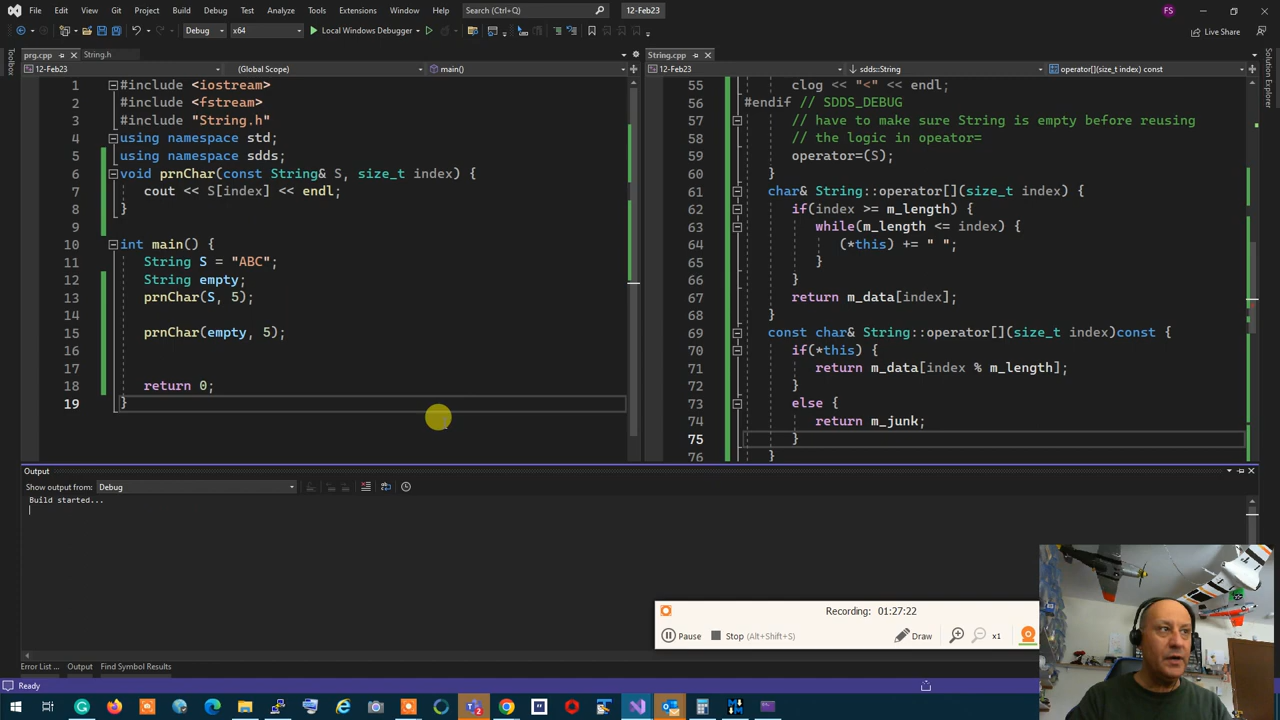 File Edit View Git Project Build Debug Test Analyze Tools Extensions Window Help Search (Ctrl+Q) 12-Feb23 FS
Debug x64 Local Windows Debugger Live Share
Toolbox
prg.cpp String.h
12-Feb23 (Global Scope) main()
1 #include <iostream>
2 #include <fstream>
3 #include "String.h"
4 using namespace std;
5 using namespace sdds;
6 void prnChar(const String& S, size_t index) {
7 cout << S[index] << endl;
8 }
9
10 int main() {
11 String S = "ABC";
12 String empty;
13 prnChar(S, 5);
14
15 prnChar(empty, 5);
16
17
18 return 0;
19 }
String.cpp
12-Feb23 sdds::String operator[](size_t index) const
55 clog << "<" << endl;
56 #endif // SDDS_DEBUG
57 // have to make sure String is empty before reusing
58 // the logic in opeator=
59 operator=(S);
60 }
61 char& String::operator[](size_t index) {
62 if(index >= m_length) {
63 while(m_length <= index) {
64 (*this) += " ";
65 }
66 }
67 return m_data[index];
68 }
69 const char& String::operator[](size_t index)const {
70 if(*this) {
71 return m_data[index % m_length];
72 }
73 else {
74 return m_junk;
75 }
76 }
Solution Explorer
Output
Show output from: Debug
Build started...
Recording: 01:27:22
Pause Stop (Alt+Shift+S) Draw x1
Error List ... Output Find Symbol Results
Ready